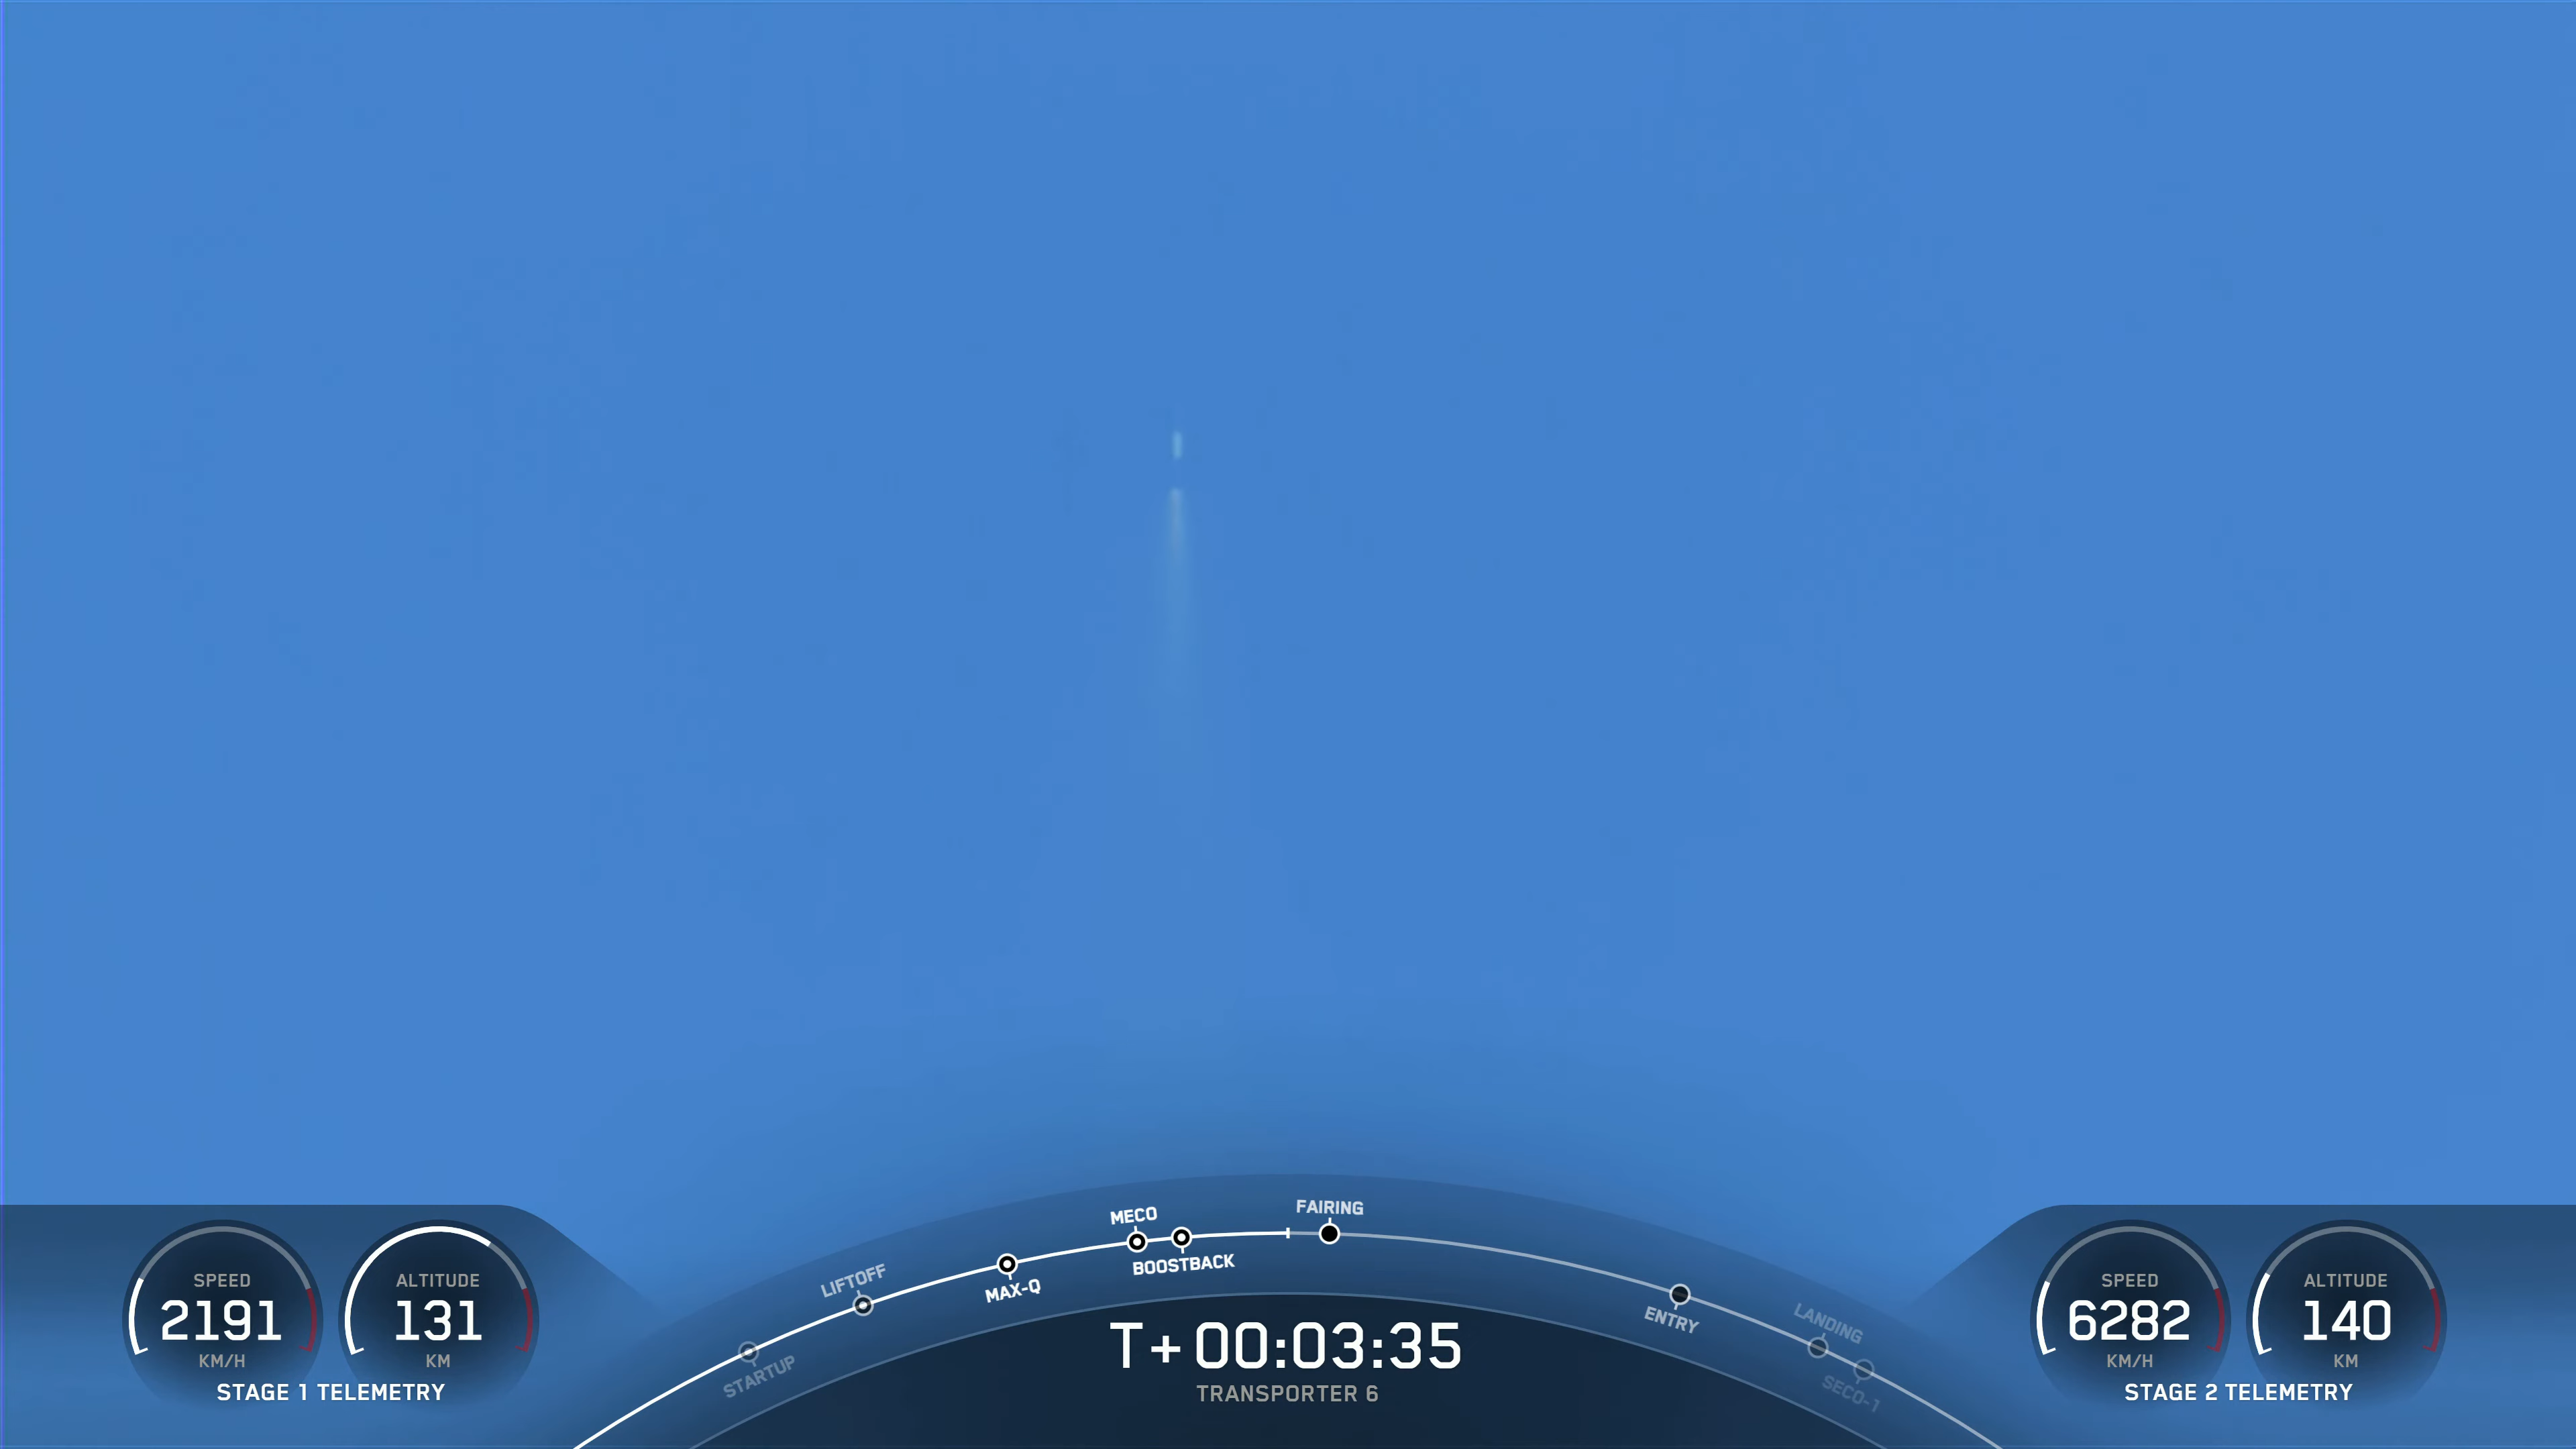 FAIRING
MECO
BOOSTBACK
LIFTOFF
MAX-Q
STARTUP
ENTRY
LANDING
SECO-1
SPEED
2191
KM/H
ALTITUDE
131
KM
STAGE 1 TELEMETRY
T+00:03:35
TRANSPORTER 6
SPEED
6282
KM/H
ALTITUDE
140
KM
STAGE 2 TELEMETRY